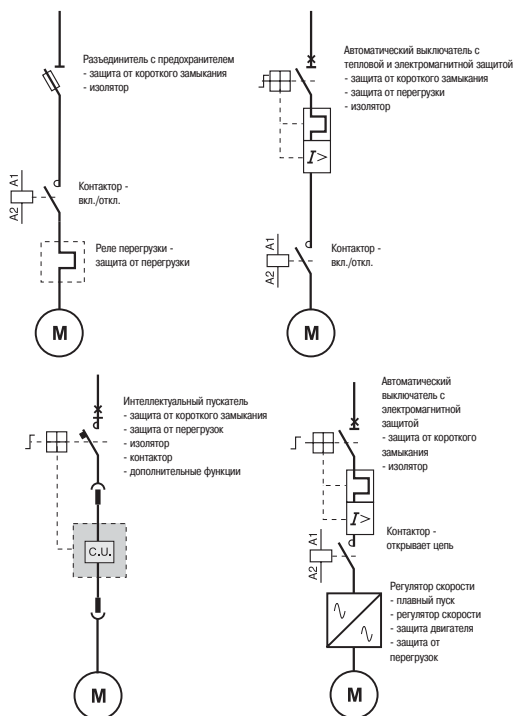 Разъединитель с предохранителем
- защита от короткого замыкания
- изолятор
A1
A2
Контактор -
вкл./откл.
Реле перегрузки -
защита от перегрузки
M
Автоматический выключатель с
тепловой и электромагнитной защитой
- защита от короткого замыкания
- защита от перегрузки
- изолятор
I>
A1
A2
Контактор -
вкл./откл.
M
Интеллектуальный пускатель
- защита от короткого замыкания
- защита от перегрузок
- изолятор
- контактор
- дополнительные функции
C.U.
M
Автоматический
выключатель с
электромагнитной
защитой
- защита от короткого
замыкания
- изолятор
I>
A1
A2
Контактор -
открывает цепь
Регулятор скорости
- плавный пуск
- регулятор скорости
- защита двигателя
- защита от
перегрузок
M